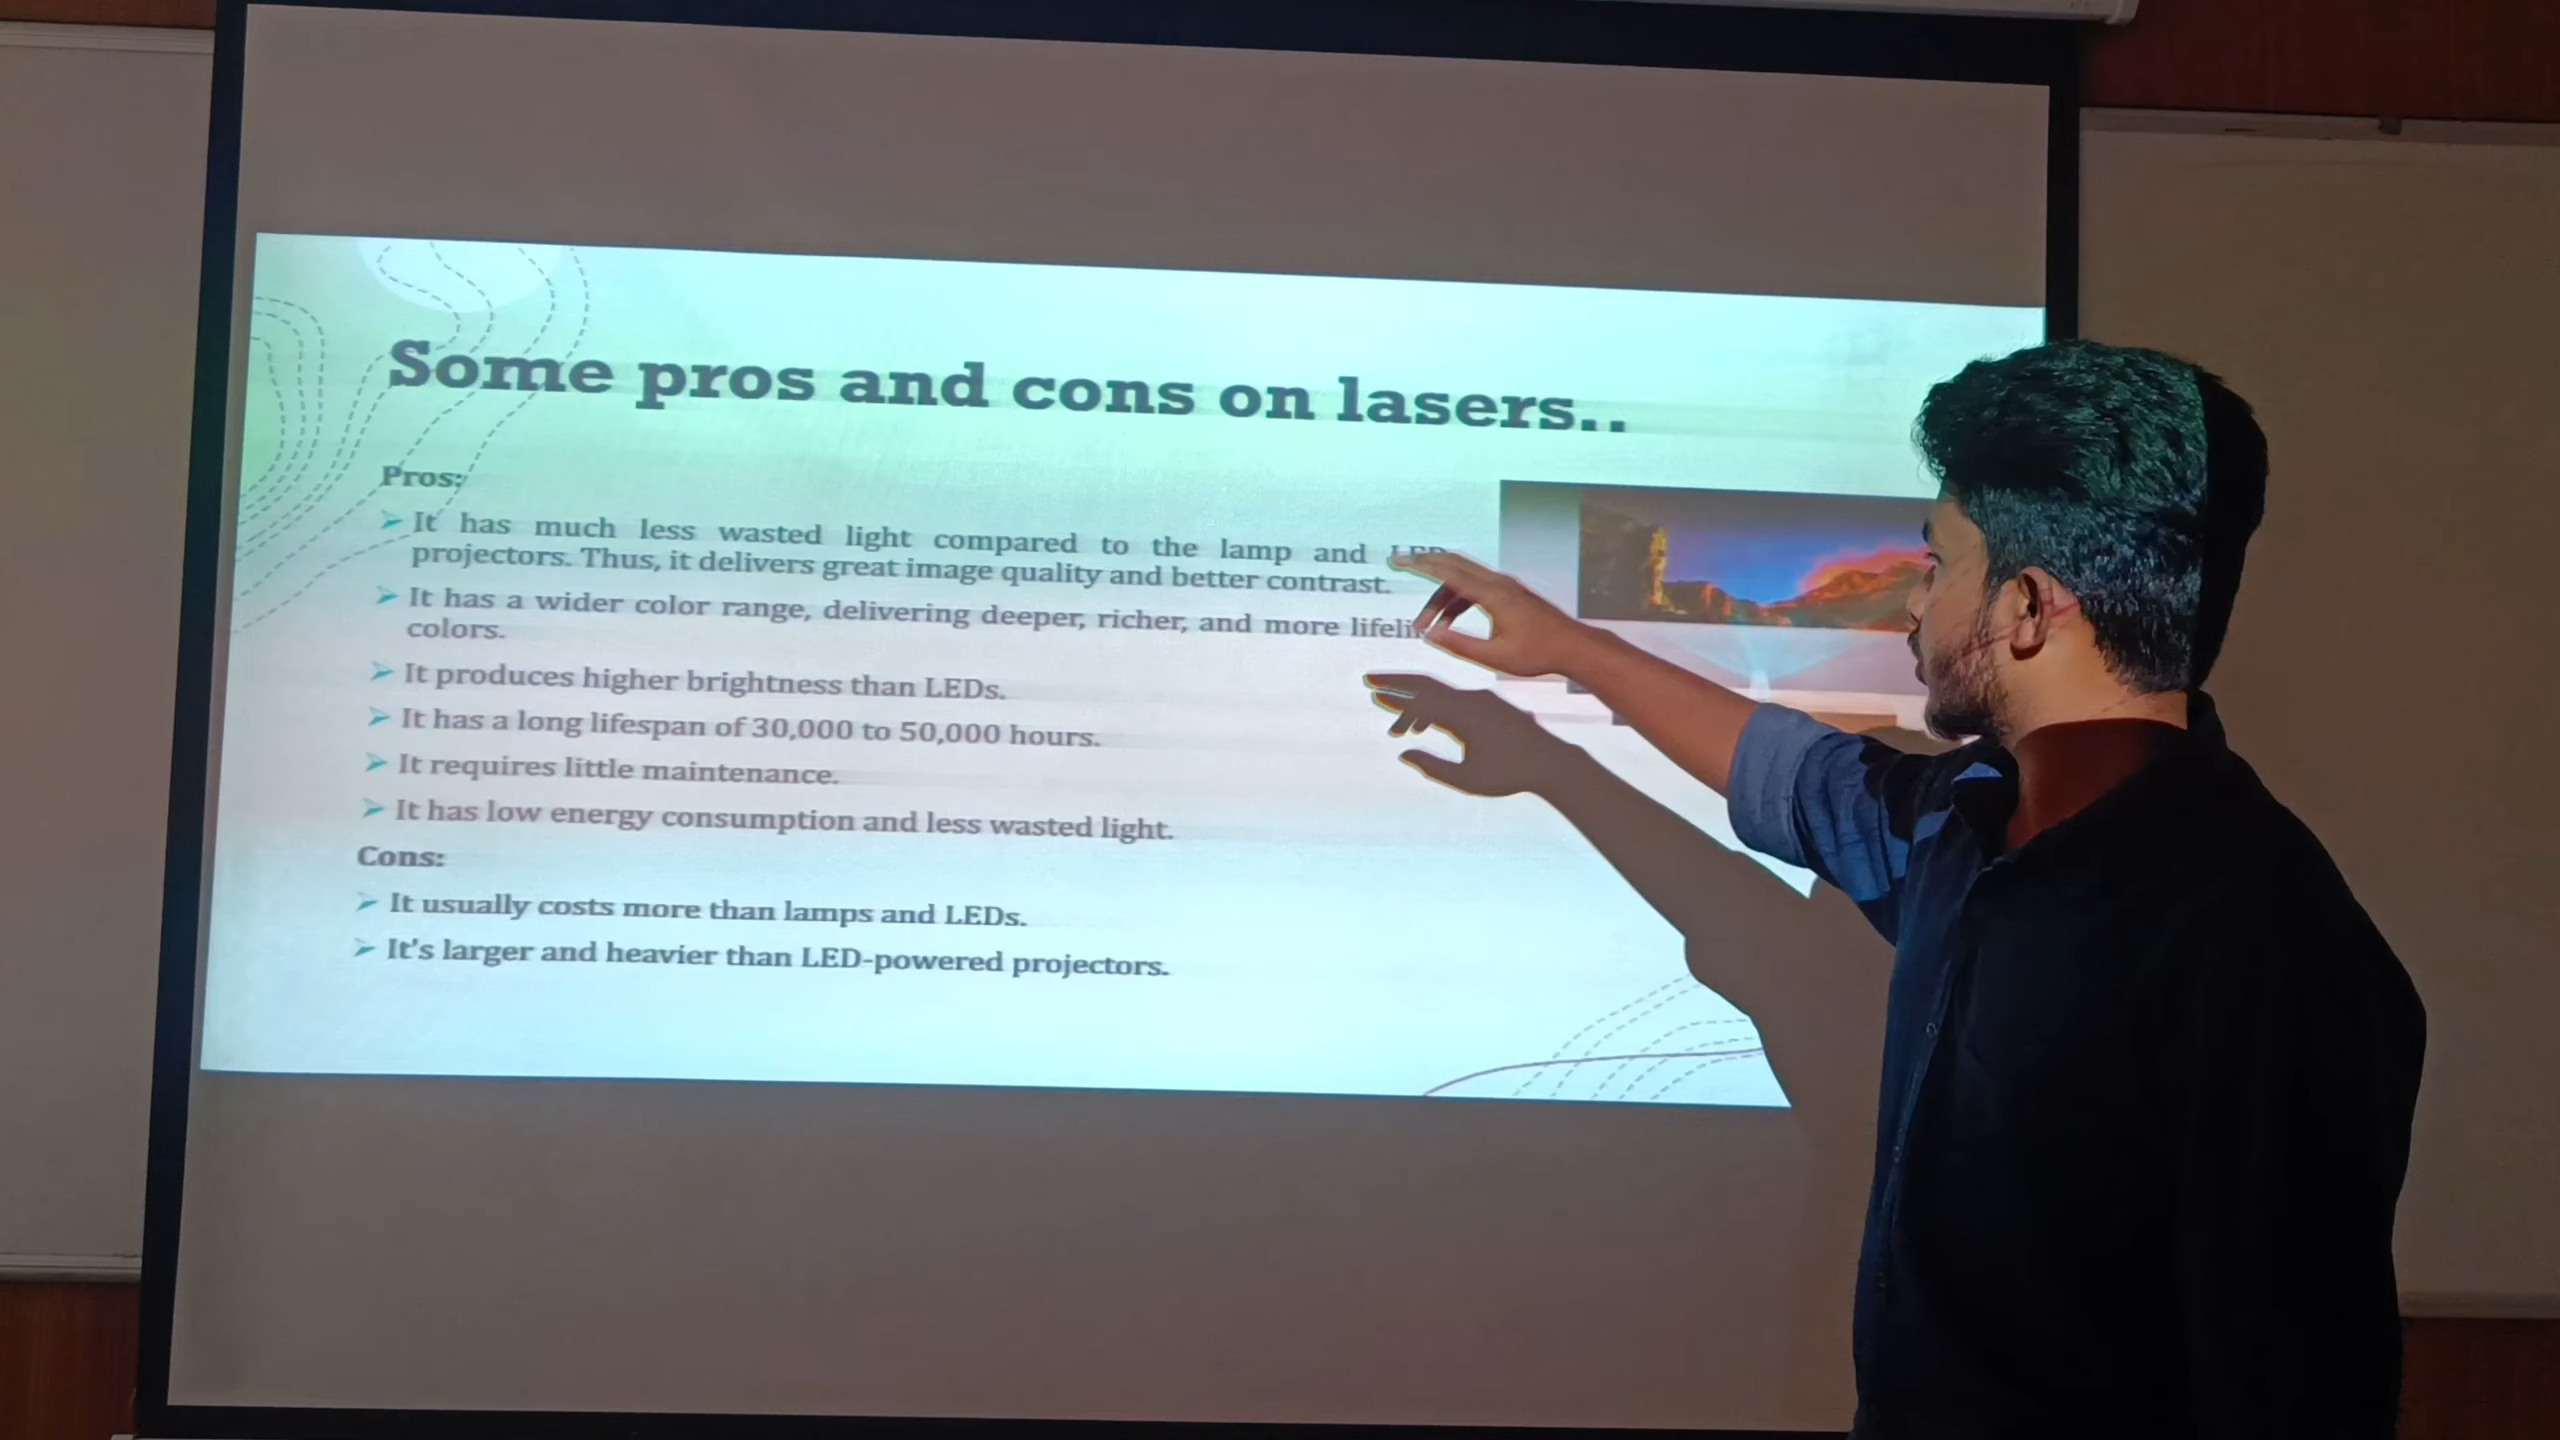 Some pros and cons on lasers..
Pros:
➤ It has much less wasted light compared to the lamp and
projectors. Thus, it delivers great image quality and better contrast.
➤ It has a wider color range, delivering deeper, richer, and more
colors.
➤ It produces higher brightness than LEDs.
➤ It has a long lifespan of 30,000 to 50,000 hours.
➤ It requires little maintenance.
➤ It has low energy consumption and less wasted light.
Cons:
➤ It usually costs more than lamps and LEDs.
➤ It's larger and heavier than LED-powered projectors.